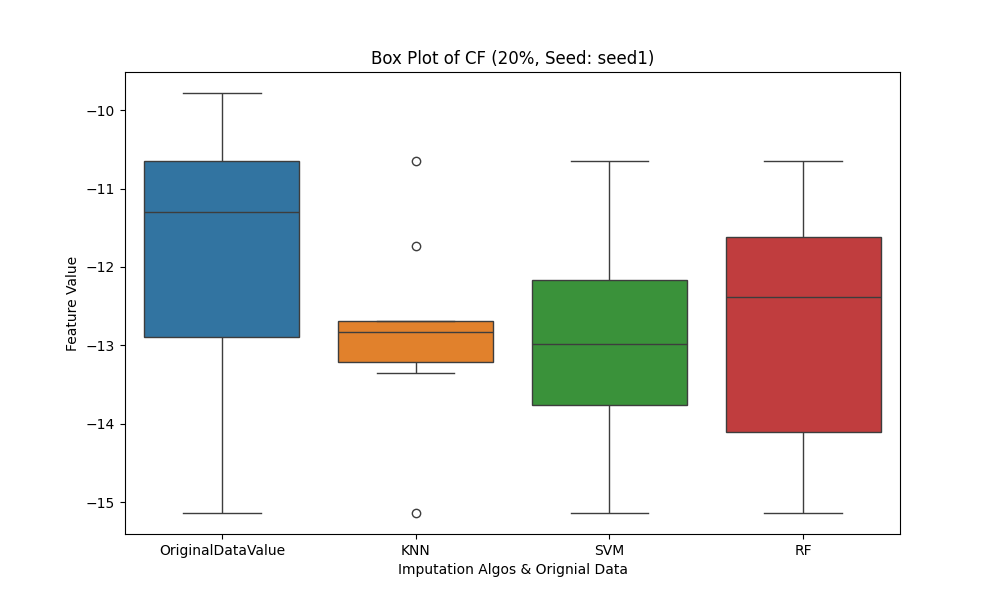 Box Plot of CF (20%, Seed: seed1)
Feature Value
−10
−11
−12
−13
−14
−15
OriginalDataValue
KNN
SVM
RF
Imputation Algos & Orignial Data